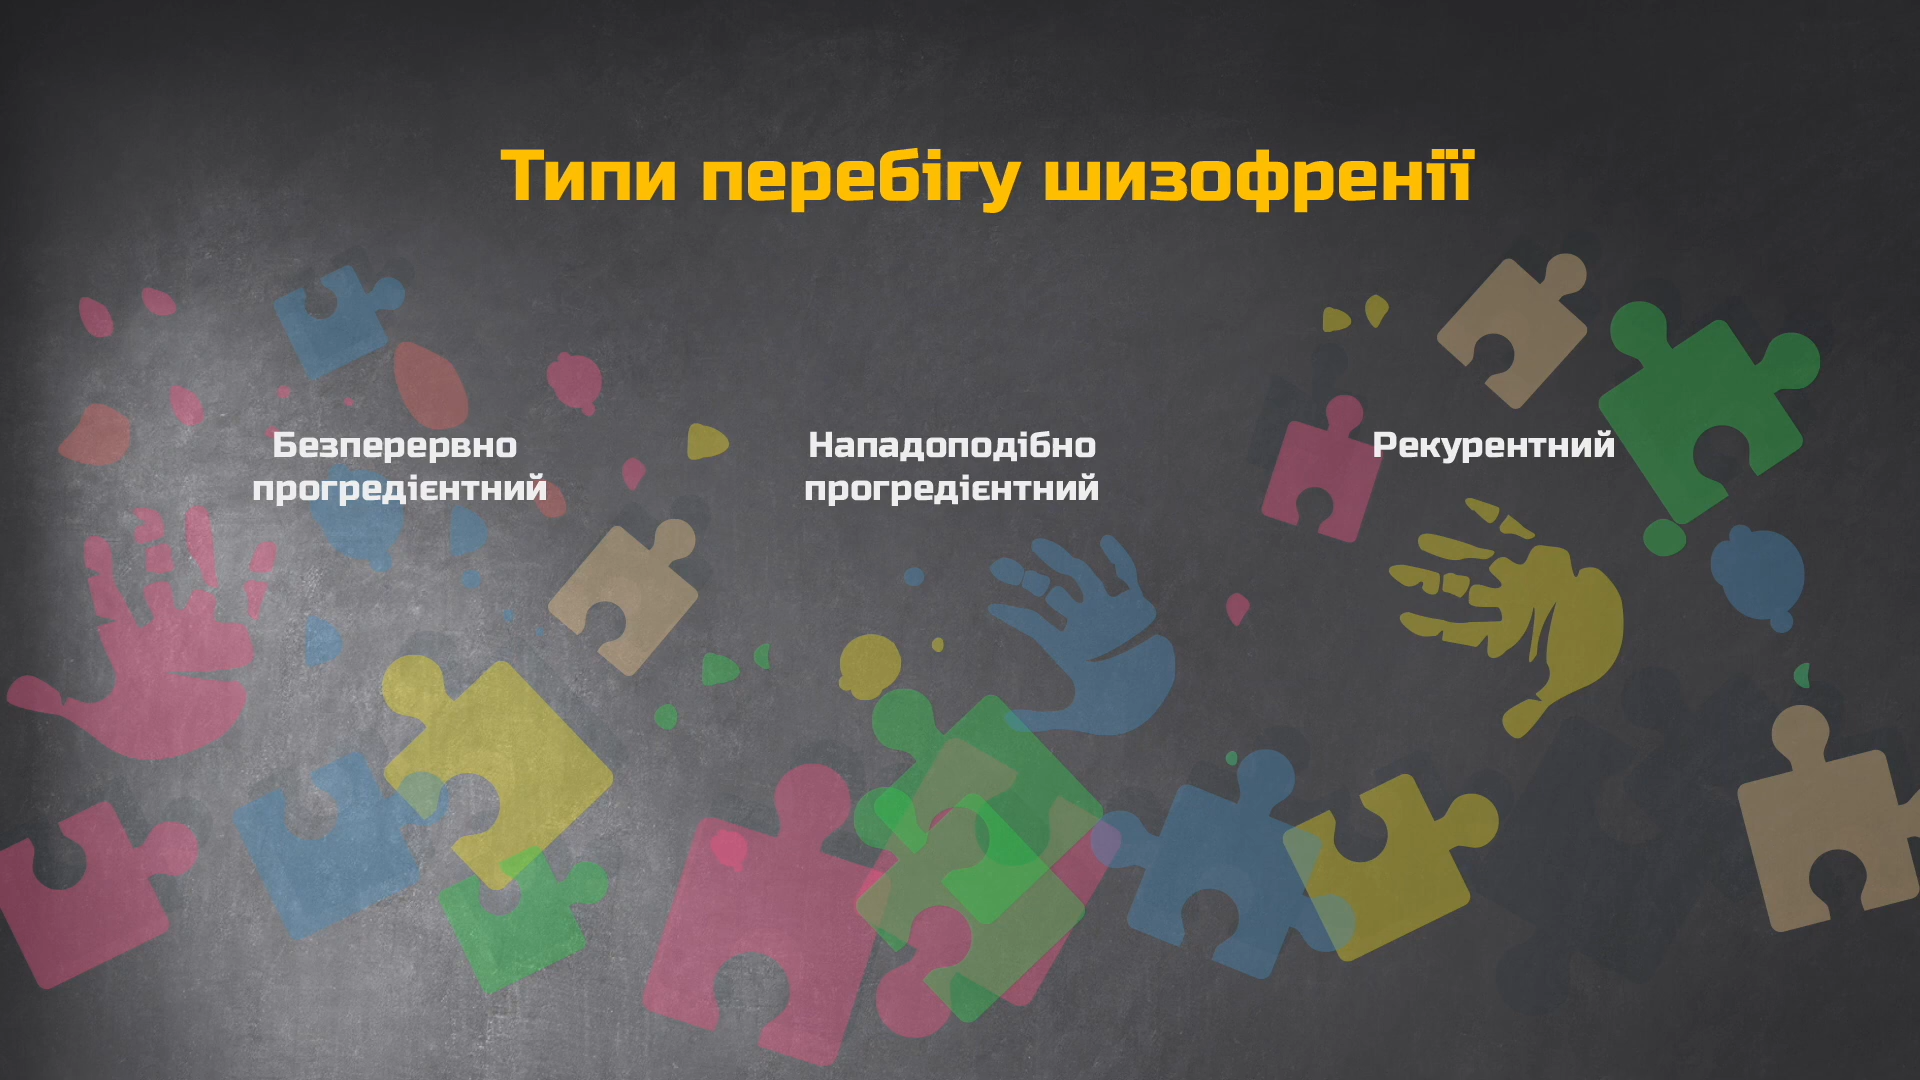 Типи перебігу шизофренії
Безперервно
прогредієнтний
Нападоподібно
прогредієнтний
Рекурентний